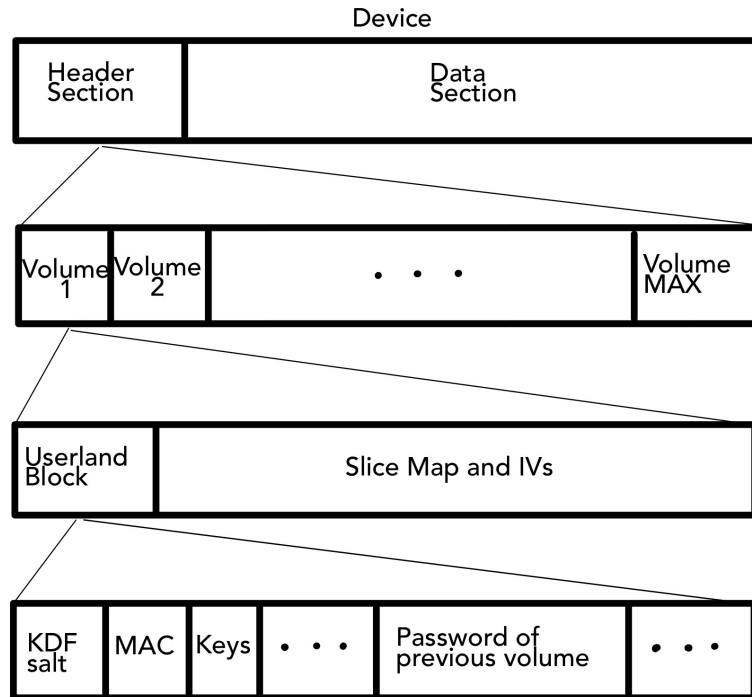 Device
Header
Section
Data
Section
Volume
1
Volume
2
. . .
Volume
MAX
Userland
Block
Slice Map and IVs
KDF
salt
MAC
Keys
. . .
Password of
previous volume
. . .